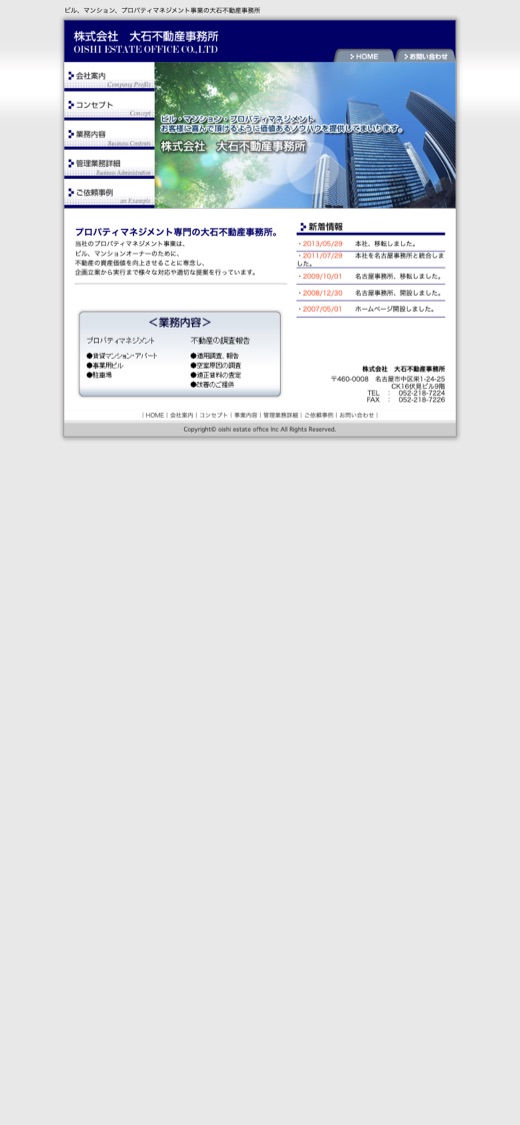 ビル、マンション、プロパティマネジメント事業の大石不動産事務所
株式会社　大石不動産事務所
OISHI ESTATE OFFICE CO.,LTD
HOME
お問い合わせ
会社案内
Company Profile
コンセプト
Concept
業務内容
Business Contents
管理業務詳細
Business Administration
ご依頼事例
an Example
ビル・マンション・プロパティマネジメント
お客様に喜んで頂けるように価値あるノウハウを提供してまいります。
株式会社　大石不動産事務所
プロパティマネジメント専門の大石不動産事務所。
当社のプロパティマネジメント事業は、
ビル、マンションオーナーのために、
不動産の資産価値を向上させることに専念し、
企画立案から実行まで様々な対応や適切な提案を行っています。
新着情報
・2013/05/29　本社、移転しました。
・2011/07/29　本社を名古屋事務所と統合しま
した。
・2009/10/01　名古屋事務所、移転しました。
・2008/12/30　名古屋事務所、開設しました。
・2007/05/01　ホームページ開設しました。
＜業務内容＞
プロパティマネジメント
●賃貸マンション・アパート
●事業用ビル
●駐車場
不動産の調査報告
●適用調査、報告
●空室原因の調査
●適正賃料の査定
●改善のご提供
株式会社　大石不動産事務所
〒460-0008　名古屋市中区栄1-24-25
CK16伏見ビル9階
TEL　：　052-218-7224
FAX　：　052-218-7226
| HOME | 会社案内 | コンセプト | 事業内容 | 管理業務詳細 | ご依頼事例 | お問い合わせ |
Copyright© oishi estate office Inc All Rights Reserved.